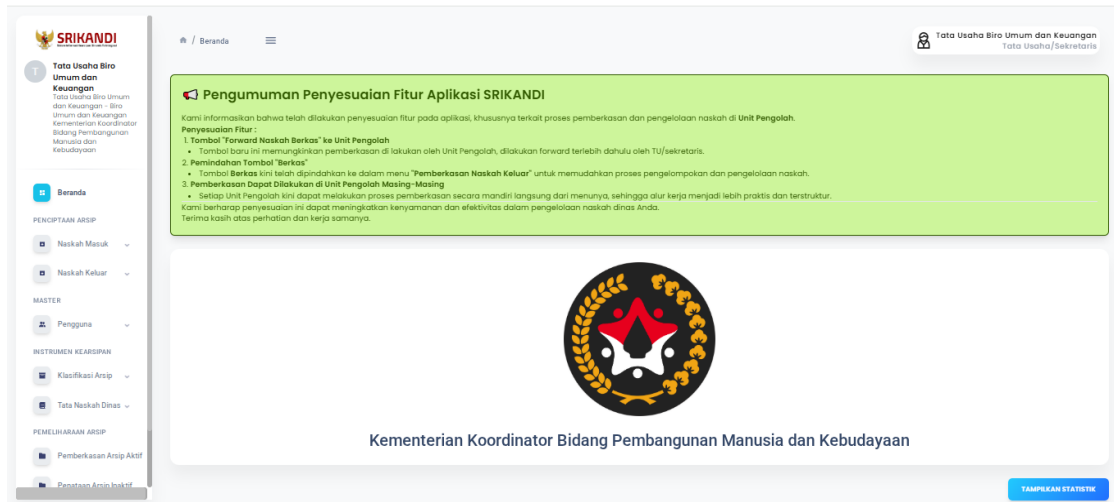 SRIKANDI
T
Tata Usaha Biro
Umum dan
Keuangan
Tata Usaha Biro Umum
dan Keuangan - Biro
Umum dan Keuangan
Kementerian Koordinator
Bidang Pembangunan
Manusia dan
Kebudayaan
Beranda
PENCIPTAAN ARSIP
Naskah Masuk
Naskah Keluar
MASTER
Pengguna
INSTRUMEN KEARSIPAN
Klasifikasi Arsip
Tata Naskah Dinas
PEMELIHARAAN ARSIP
Pemberkasan Arsip Aktif
Penataan Arsip Inaktif
/ Beranda
Tata Usaha Biro Umum dan Keuangan
Tata Usaha/Sekretaris
Pengumuman Penyesuaian Fitur Aplikasi SRIKANDI
Kami informasikan bahwa telah dilakukan penyesuaian fitur pada aplikasi, khususnya terkait proses pemberkasan dan pengelolaan naskah di Unit Pengolah.
Penyesuaian Fitur :
1. Tombol "Forward Naskah Berkas" ke Unit Pengolah
• Tombol baru ini memungkinkan pemberkasan di lakukan oleh Unit Pengolah, dilakukan forward terlebih dahulu oleh TU/sekretaris.
2. Pemindahan Tombol "Berkas"
• Tombol Berkas kini telah dipindahkan ke dalam menu "Pemberkasan Naskah Keluar" untuk memudahkan proses pengelompokan dan pengelolaan naskah.
3. Pemberkasan Dapat Dilakukan di Unit Pengolah Masing-Masing
• Setiap Unit Pengolah kini dapat melakukan proses pemberkasan secara mandiri langsung dari menunya, sehingga alur kerja menjadi lebih praktis dan terstruktur.
Kami berharap penyesuaian ini dapat meningkatkan kenyamanan dan efektivitas dalam pengelolaan naskah dinas Anda.
Terima kasih atas perhatian dan kerja samanya.
Kementerian Koordinator Bidang Pembangunan Manusia dan Kebudayaan
TAMPILKAN STATISTIK